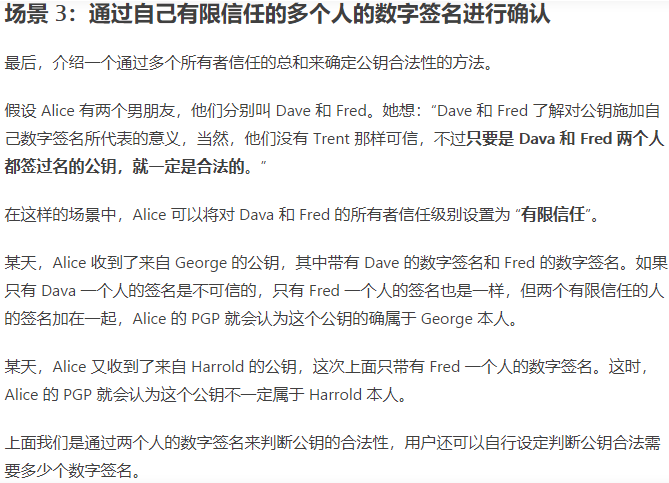 场景 3：通过自己有限信任的多个人的数字签名进行确认
最后，介绍一个通过多个所有者信任的总和来确定公钥合法性的方法。
假设 Alice 有两个男朋友，他们分别叫 Dave 和 Fred。她想：“Dave 和 Fred 了解对公钥施加自
己数字签名所代表的意义，当然，他们没有 Trent 那样可信，不过只要是 Dava 和 Fred 两个人
都签过名的公钥，就一定是合法的。”
在这样的场景中，Alice 可以将对 Dava 和 Fred 的所有者信任级别设置为 “有限信任”。
某天，Alice 收到了来自 George 的公钥，其中带有 Dave 的数字签名和 Fred 的数字签名。如果
只有 Dava 一个人的签名是不可信的，只有 Fred 一个人的签名也是一样，但两个有限信任的人
的签名加在一起，Alice 的 PGP 就会认为这个公钥的确属于 George 本人。
某天，Alice 又收到了来自 Harrold 的公钥，这次上面只带有 Fred 一个人的数字签名。这时，
Alice 的 PGP 就会认为这个公钥不一定属于 Harrold 本人。
上面我们是通过两个人的数字签名来判断公钥的合法性，用户还可以自行设定判断公钥合法需
要多少个数字签名。